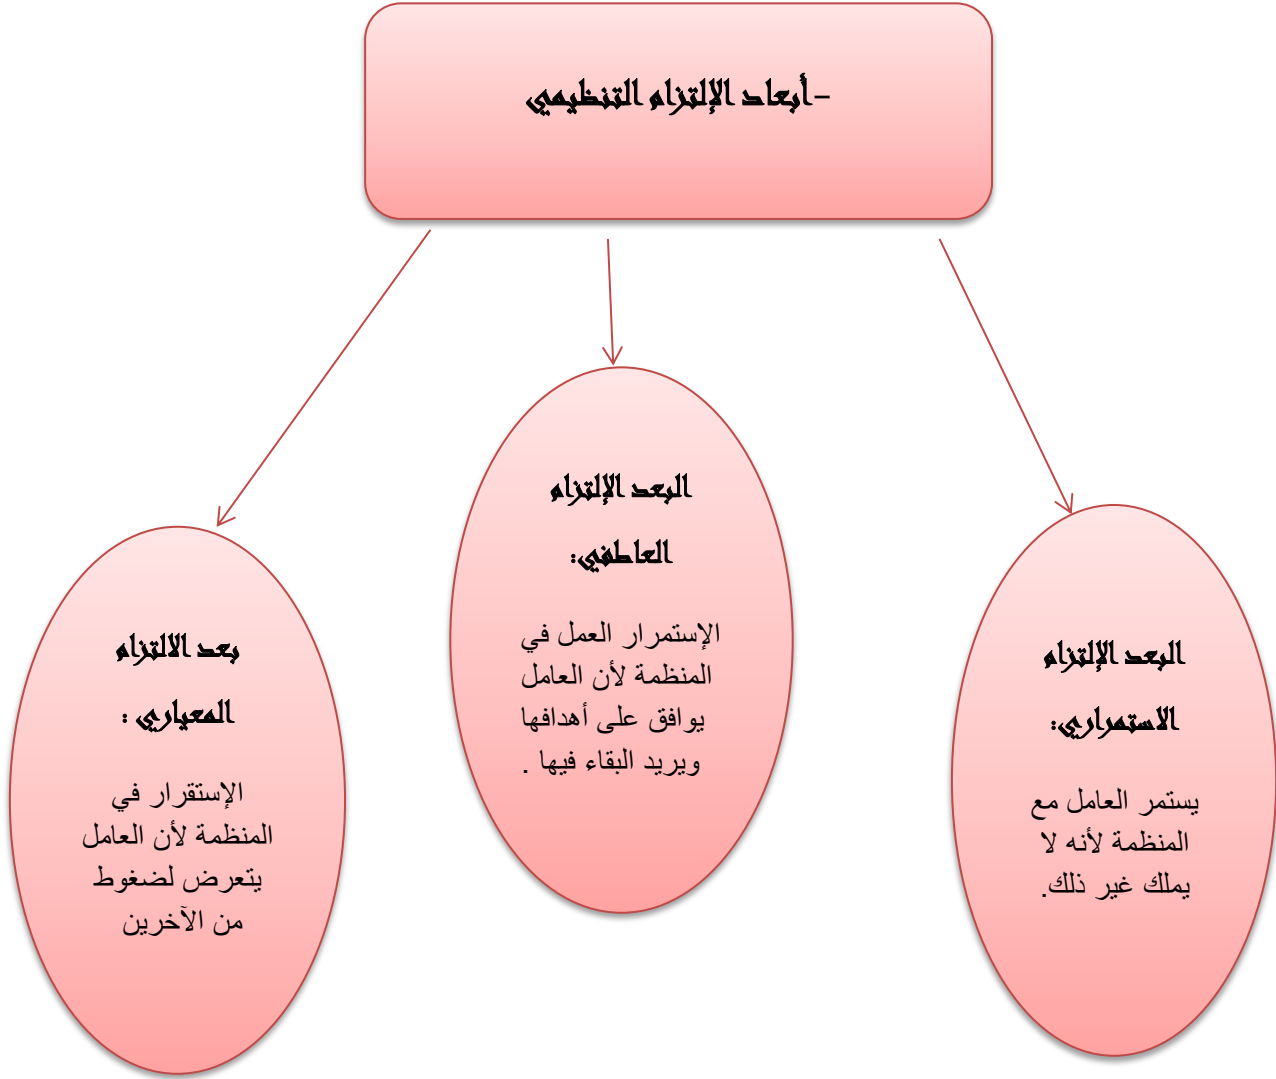 -أبعاد الإلتزام التنظيمي
البعد الإلتزام
الاستمراري:
يستمر العامل مع
المنظمة لأنه لا
يملك غير ذلك.
البعد الإلتزام
العاطفي:
الإستمرار العمل في
المنظمة لأن العامل
يوافق على أهدافها
ويريد البقاء فيها .
بعد الالتزام
المعياري :
الإستقرار في
المنظمة لأن العامل
يتعرض لضغوط
من الآخرين